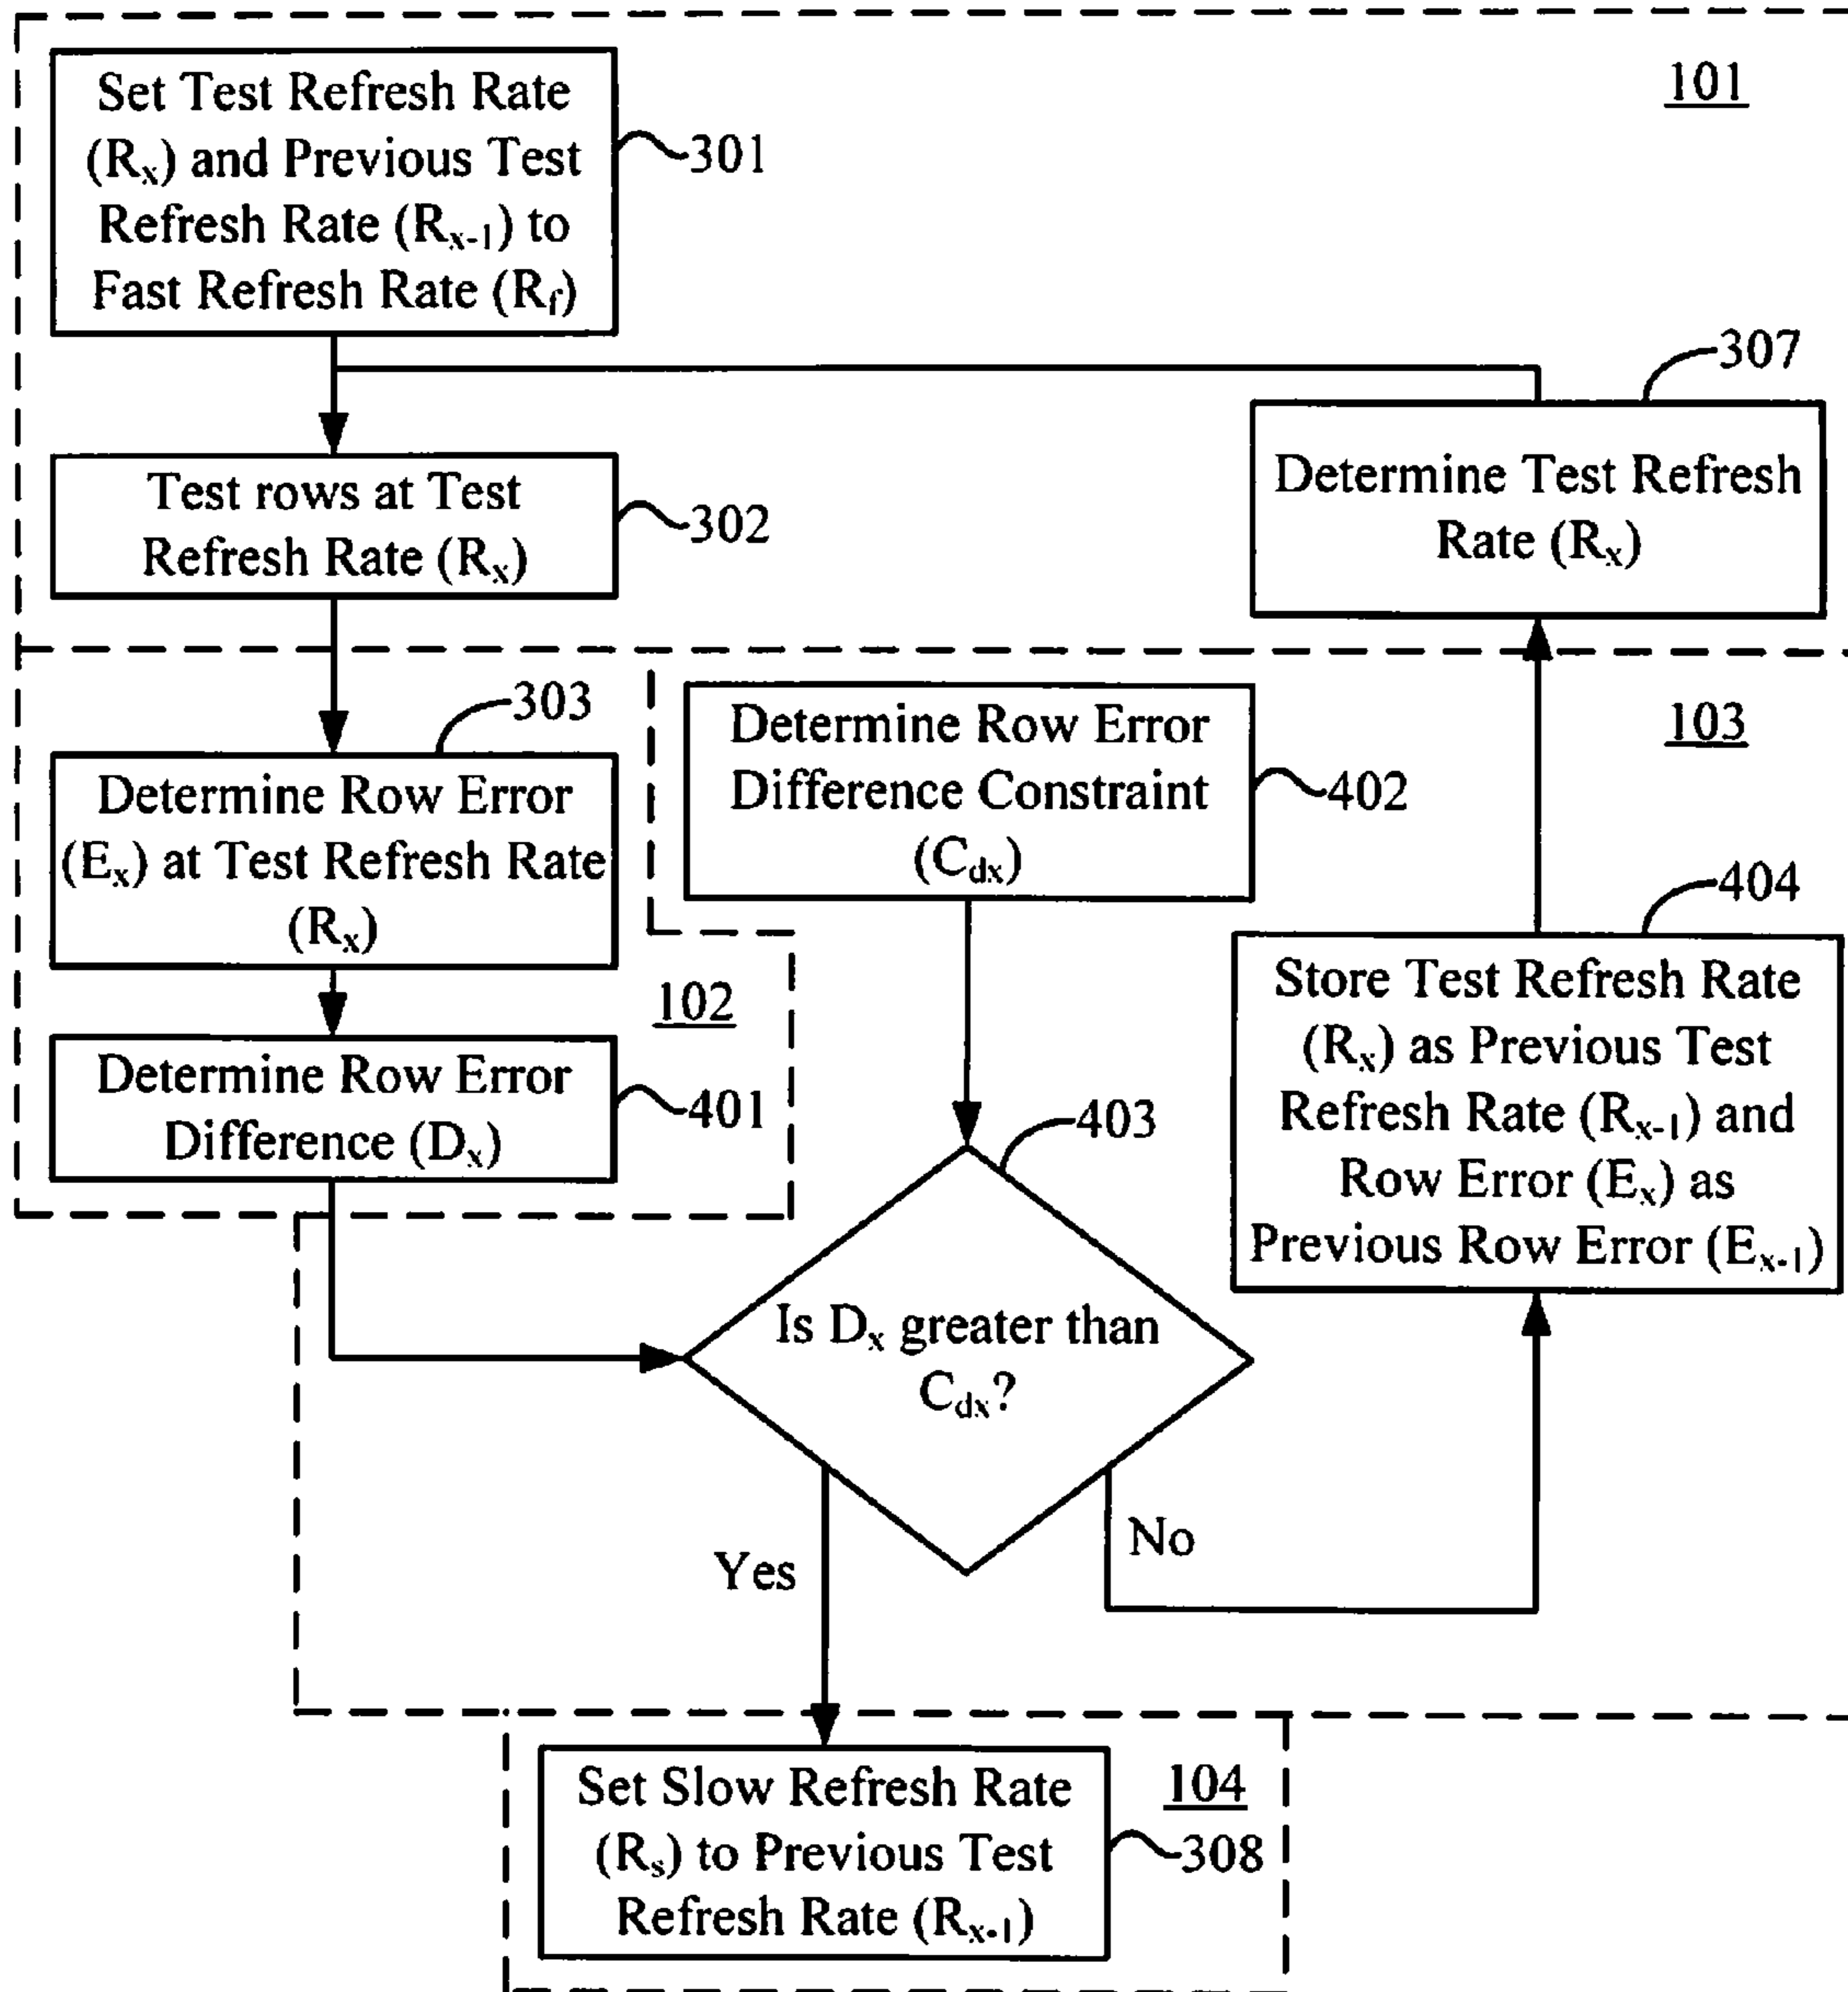 101
Set Test Refresh Rate
(Rₓ) and Previous Test
Refresh Rate (Rₓ₋₁) to
Fast Refresh Rate (R_f)
301
307
Determine Test Refresh
Rate (Rₓ)
Test rows at Test
Refresh Rate (Rₓ)
302
303
Determine Row Error
(Eₓ) at Test Refresh Rate
(Rₓ)
102
Determine Row Error
Difference (Dₓ)
401
103
Determine Row Error
Difference Constraint
(C_dx)
402
404
Store Test Refresh Rate
(Rₓ) as Previous Test
Refresh Rate (Rₓ₋₁) and
Row Error (Eₓ) as
Previous Row Error (Eₓ₋₁)
403
Is Dₓ greater than
C_dx?
Yes
No
Set Slow Refresh Rate
(Rₛ) to Previous Test
Refresh Rate (Rₓ₋₁)
104
308